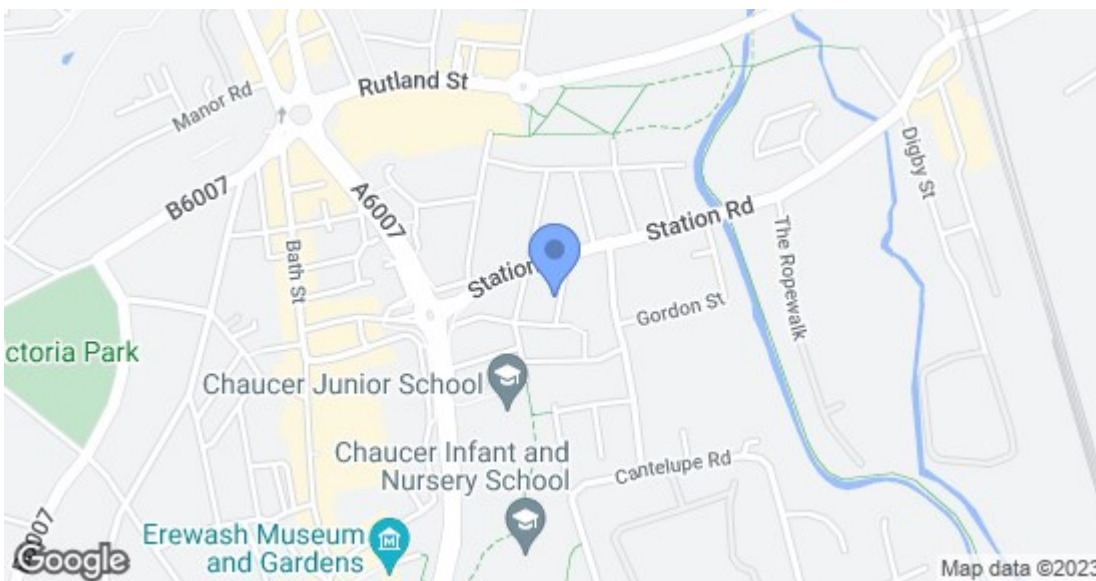 Rutland St
Manor Rd
B6007
A6007
Bath St
Station Rd
Station
Digby St
The Ropewalk
Gordon St
ctoria Park
Chaucer Junior School
Chaucer Infant and
Nursery School
Cantelupe Rd
Erewash Museum
and Gardens
M
6007
Google
Map data ©2023